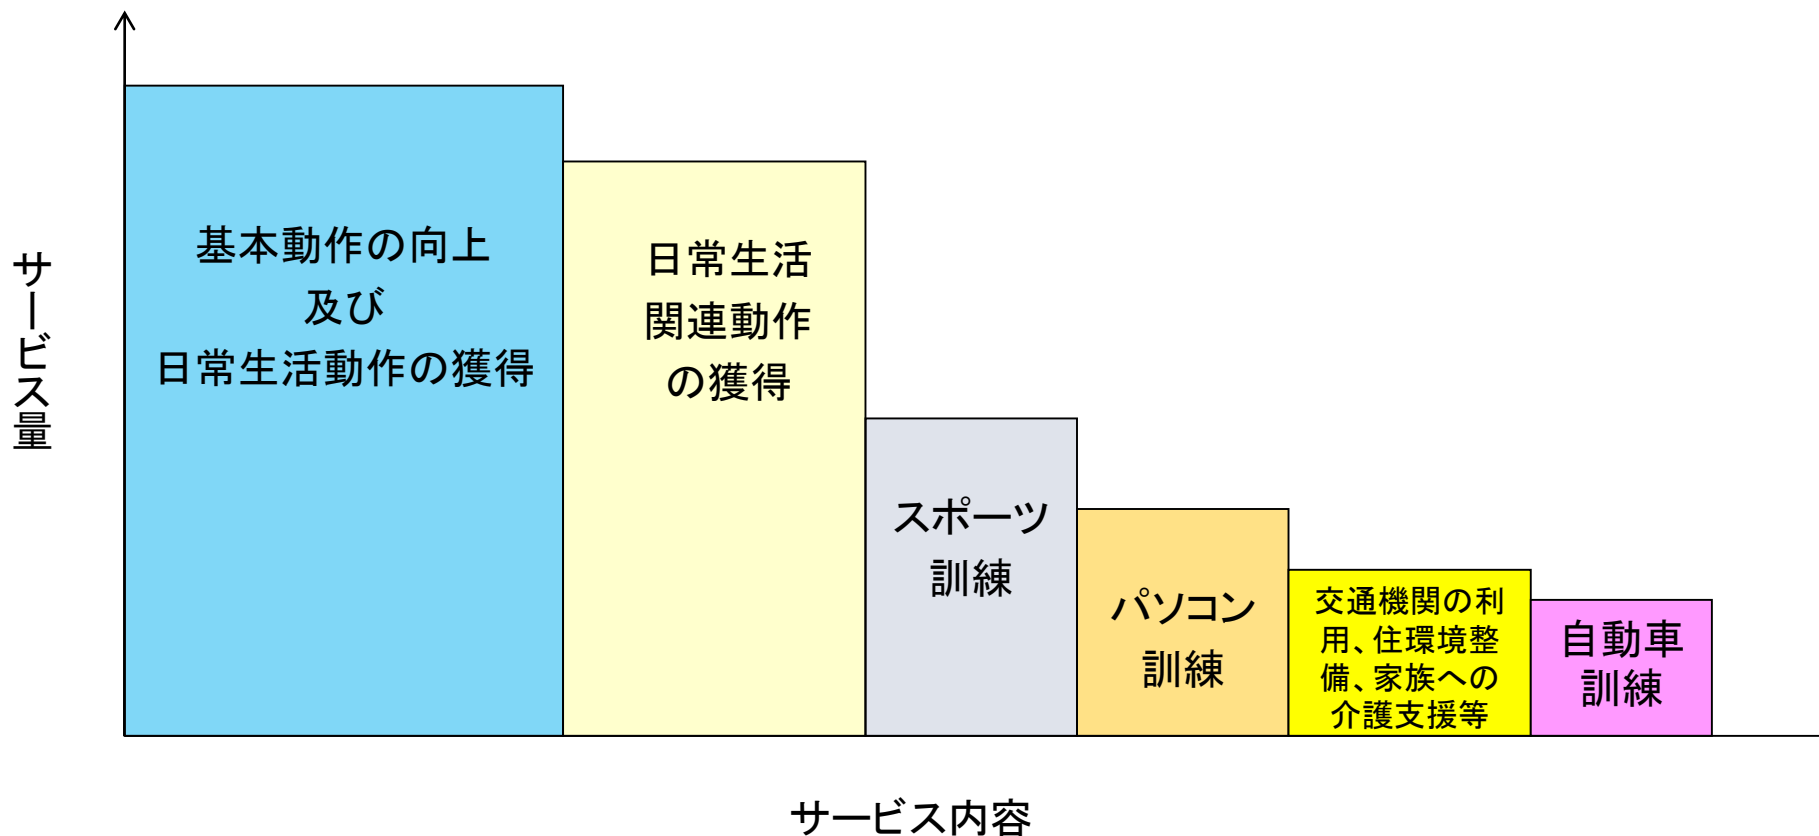 サービス量
基本動作の向上
及び
日常生活動作の獲得
日常生活
関連動作
の獲得
スポーツ
訓練
パソコン
訓練
交通機関の利
用、住環境整
備、家族への
介護支援等
自動車
訓練
サービス内容